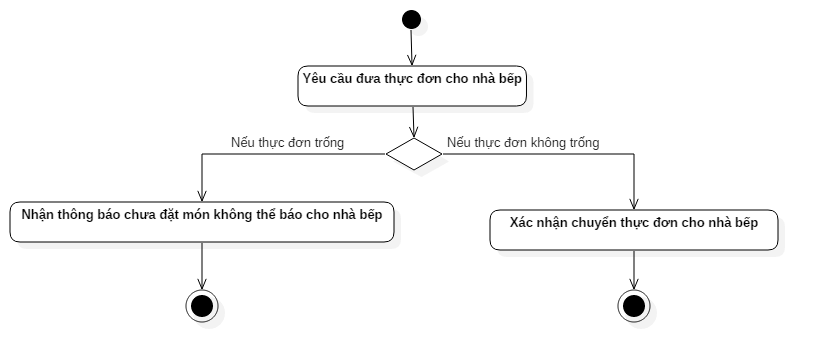 Yêu cầu đưa thực đơn cho nhà bếp
Nếu thực đơn trống
Nếu thực đơn không trống
Nhận thông báo chưa đặt món không thể báo cho nhà bếp
Xác nhận chuyển thực đơn cho nhà bếp